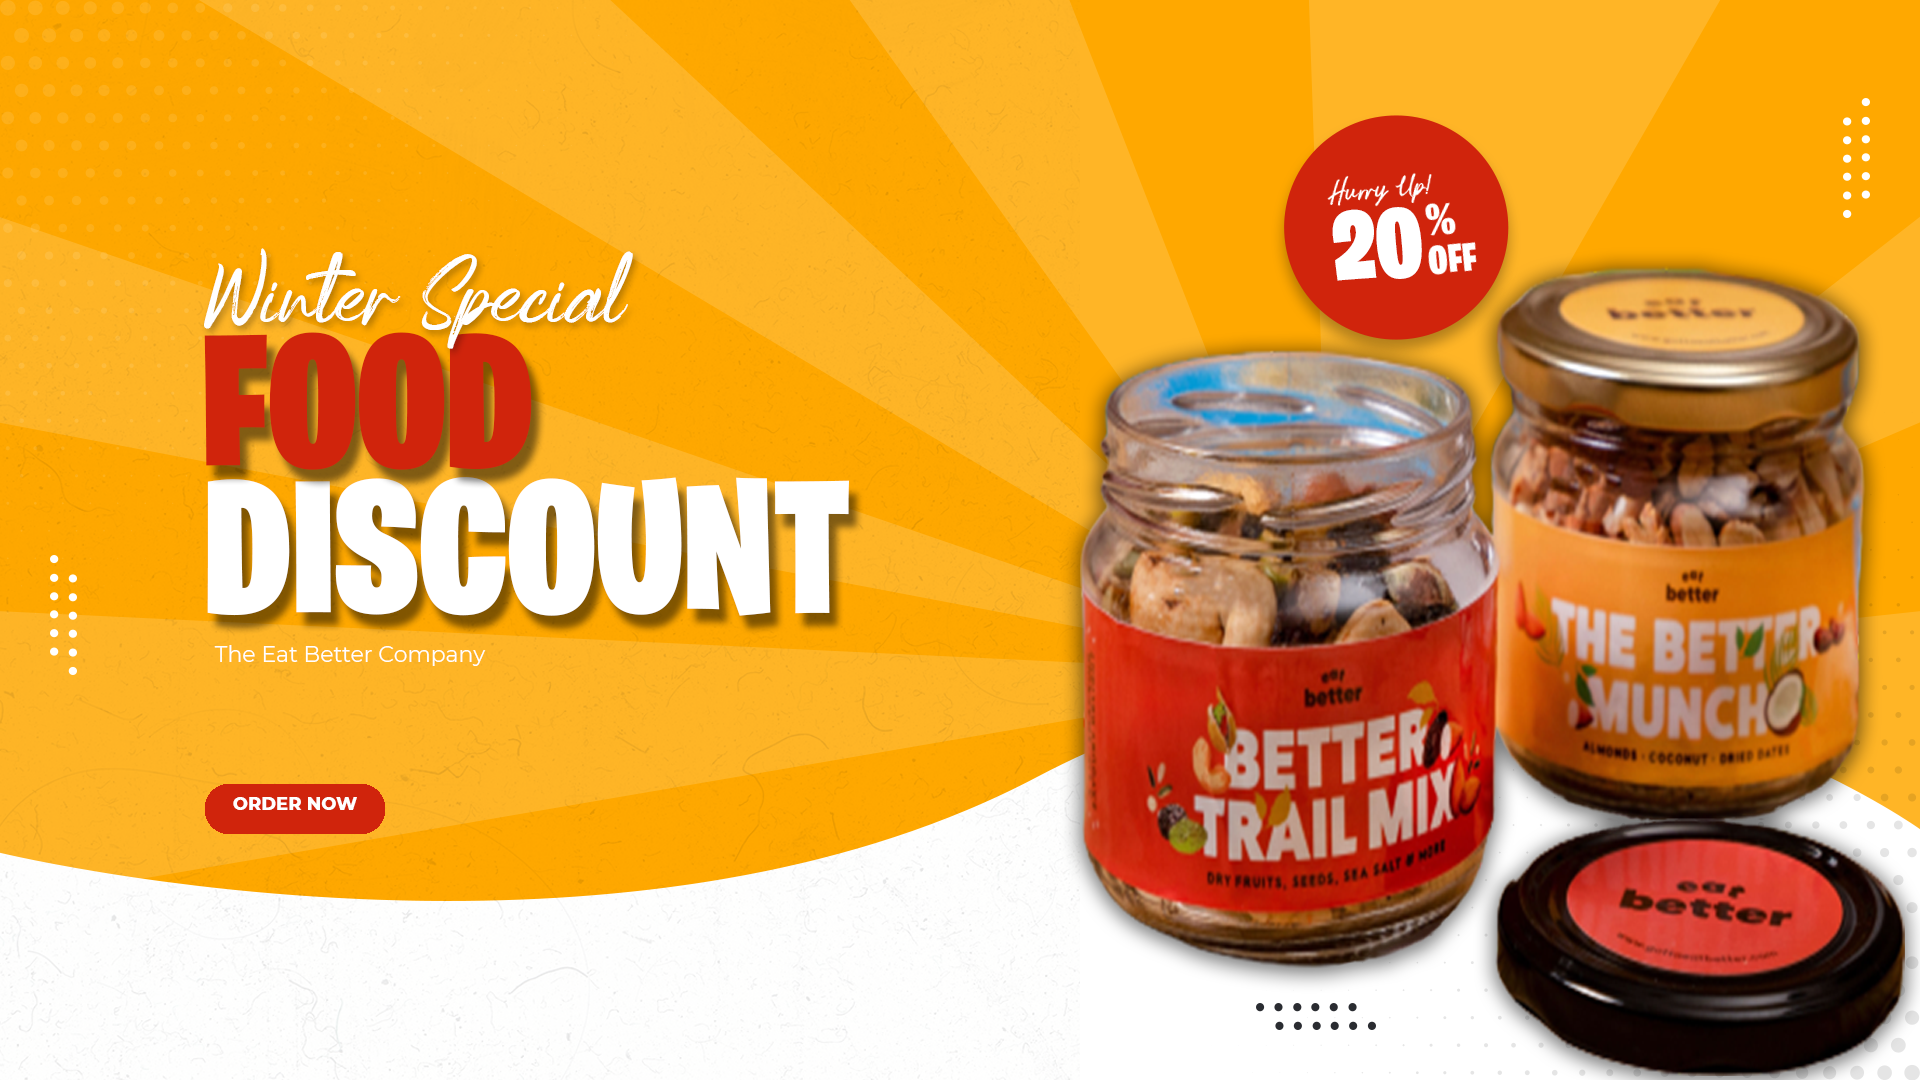 Winter Special
FOOD
DISCOUNT
The Eat Better Company
ORDER NOW
Hurry Up!
20% OFF
eat
better
BETTER
TRAIL MIX
DRY FRUITS, SEEDS, SEA SALT & MORE
eat
better
eat
better
THE BETTER
MUNCH
ALMONDS · COCONUT · DRIED DATES
eat
better